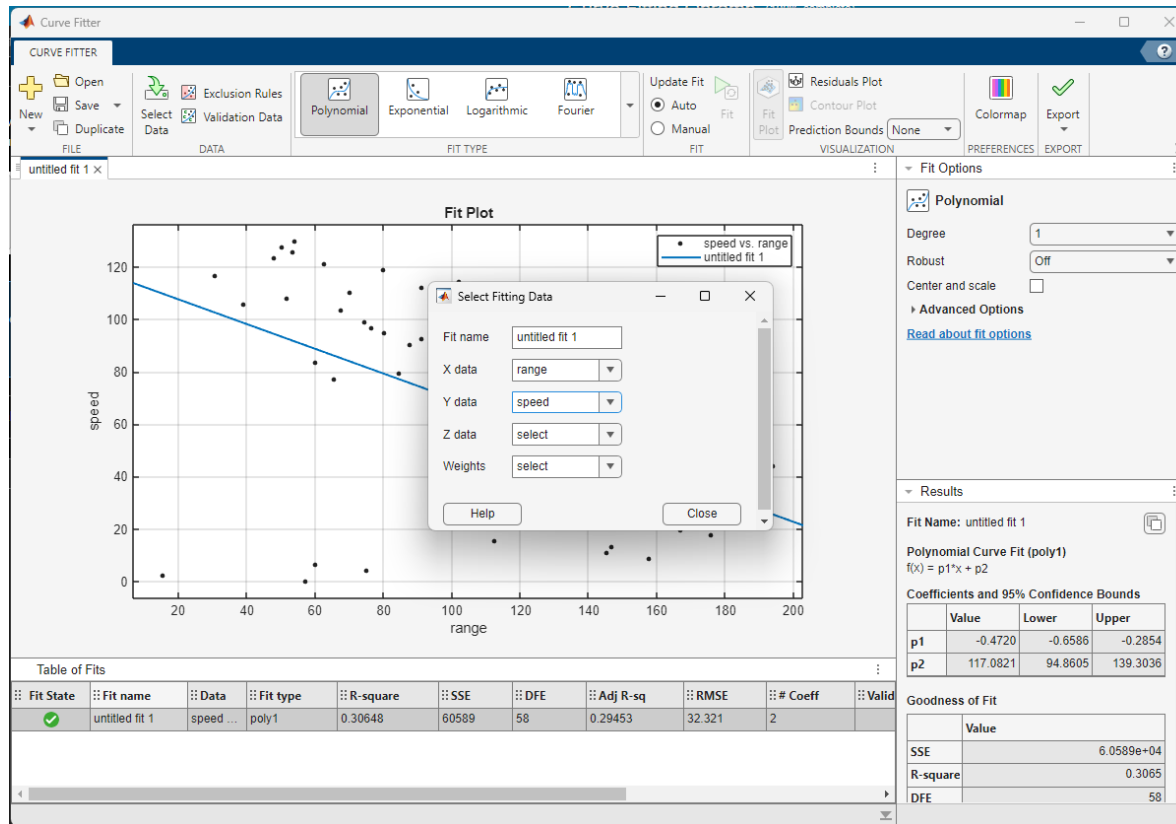 Curve Fitter
CURVE FITTER
New
Open
Save
Duplicate
FILE
Select Data
Exclusion Rules
Validation Data
DATA
Polynomial
Exponential
Logarithmic
Fourier
FIT TYPE
Update Fit
Auto
Manual
Fit
FIT
Fit Plot
Residuals Plot
Contour Plot
Prediction Bounds None
VISUALIZATION
Colormap
PREFERENCES
Export
EXPORT
untitled fit 1
Fit Plot
speed vs. range
untitled fit 1
120
100
80
60
40
20
0
speed
20 40 60 80 100 120 140 160 180 200
range
Select Fitting Data
Fit name untitled fit 1
X data range
Y data speed
Z data select
Weights select
Help Close
Fit Options
Polynomial
Degree 1
Robust Off
Center and scale
Advanced Options
Read about fit options
Results
Fit Name: untitled fit 1
Polynomial Curve Fit (poly1)
f(x) = p1*x + p2
Coefficients and 95% Confidence Bounds
Value Lower Upper
p1 -0.4720 -0.6586 -0.2854
p2 117.0821 94.8605 139.3036
Goodness of Fit
Value
SSE 6.0589e+04
R-square 0.3065
DFE 58
Table of Fits
Fit State Fit name Data Fit type R-square SSE DFE Adj R-sq RMSE # Coeff Valid
untitled fit 1 speed ... poly1 0.30648 60589 58 0.29453 32.321 2